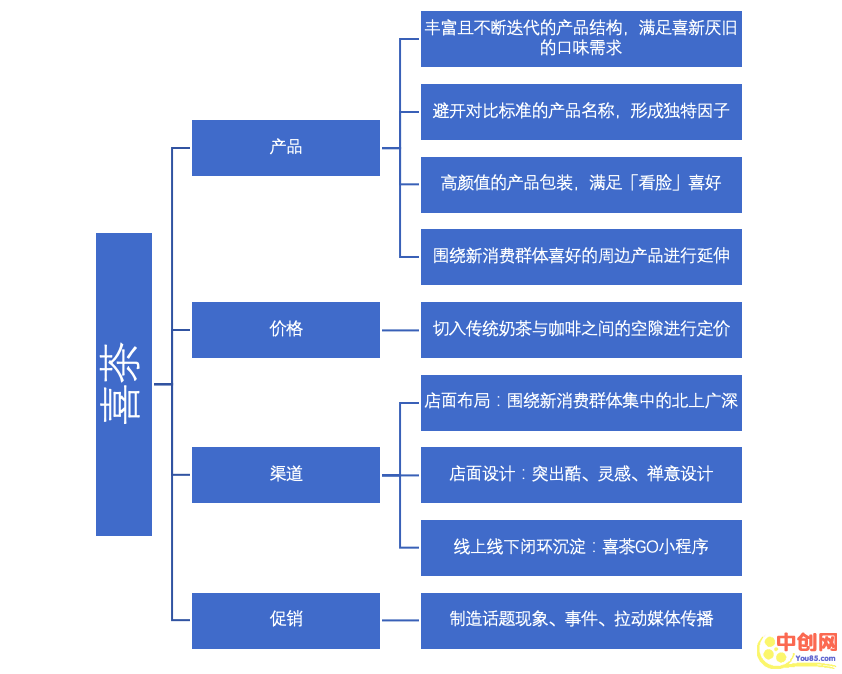 喜茶
产品
丰富且不断迭代的产品结构，满足喜新厌旧
的口味需求
避开对比标准的产品名称，形成独特因子
高颜值的产品包装，满足「看脸」喜好
围绕新消费群体喜好的周边产品进行延伸
价格
切入传统奶茶与咖啡之间的空隙进行定价
渠道
店面布局：围绕新消费群体集中的北上广深
店面设计：突出酷、灵感、禅意设计
线上线下闭环沉淀：喜茶GO小程序
促销
制造话题现象、事件、拉动媒体传播
中创网
You85.com